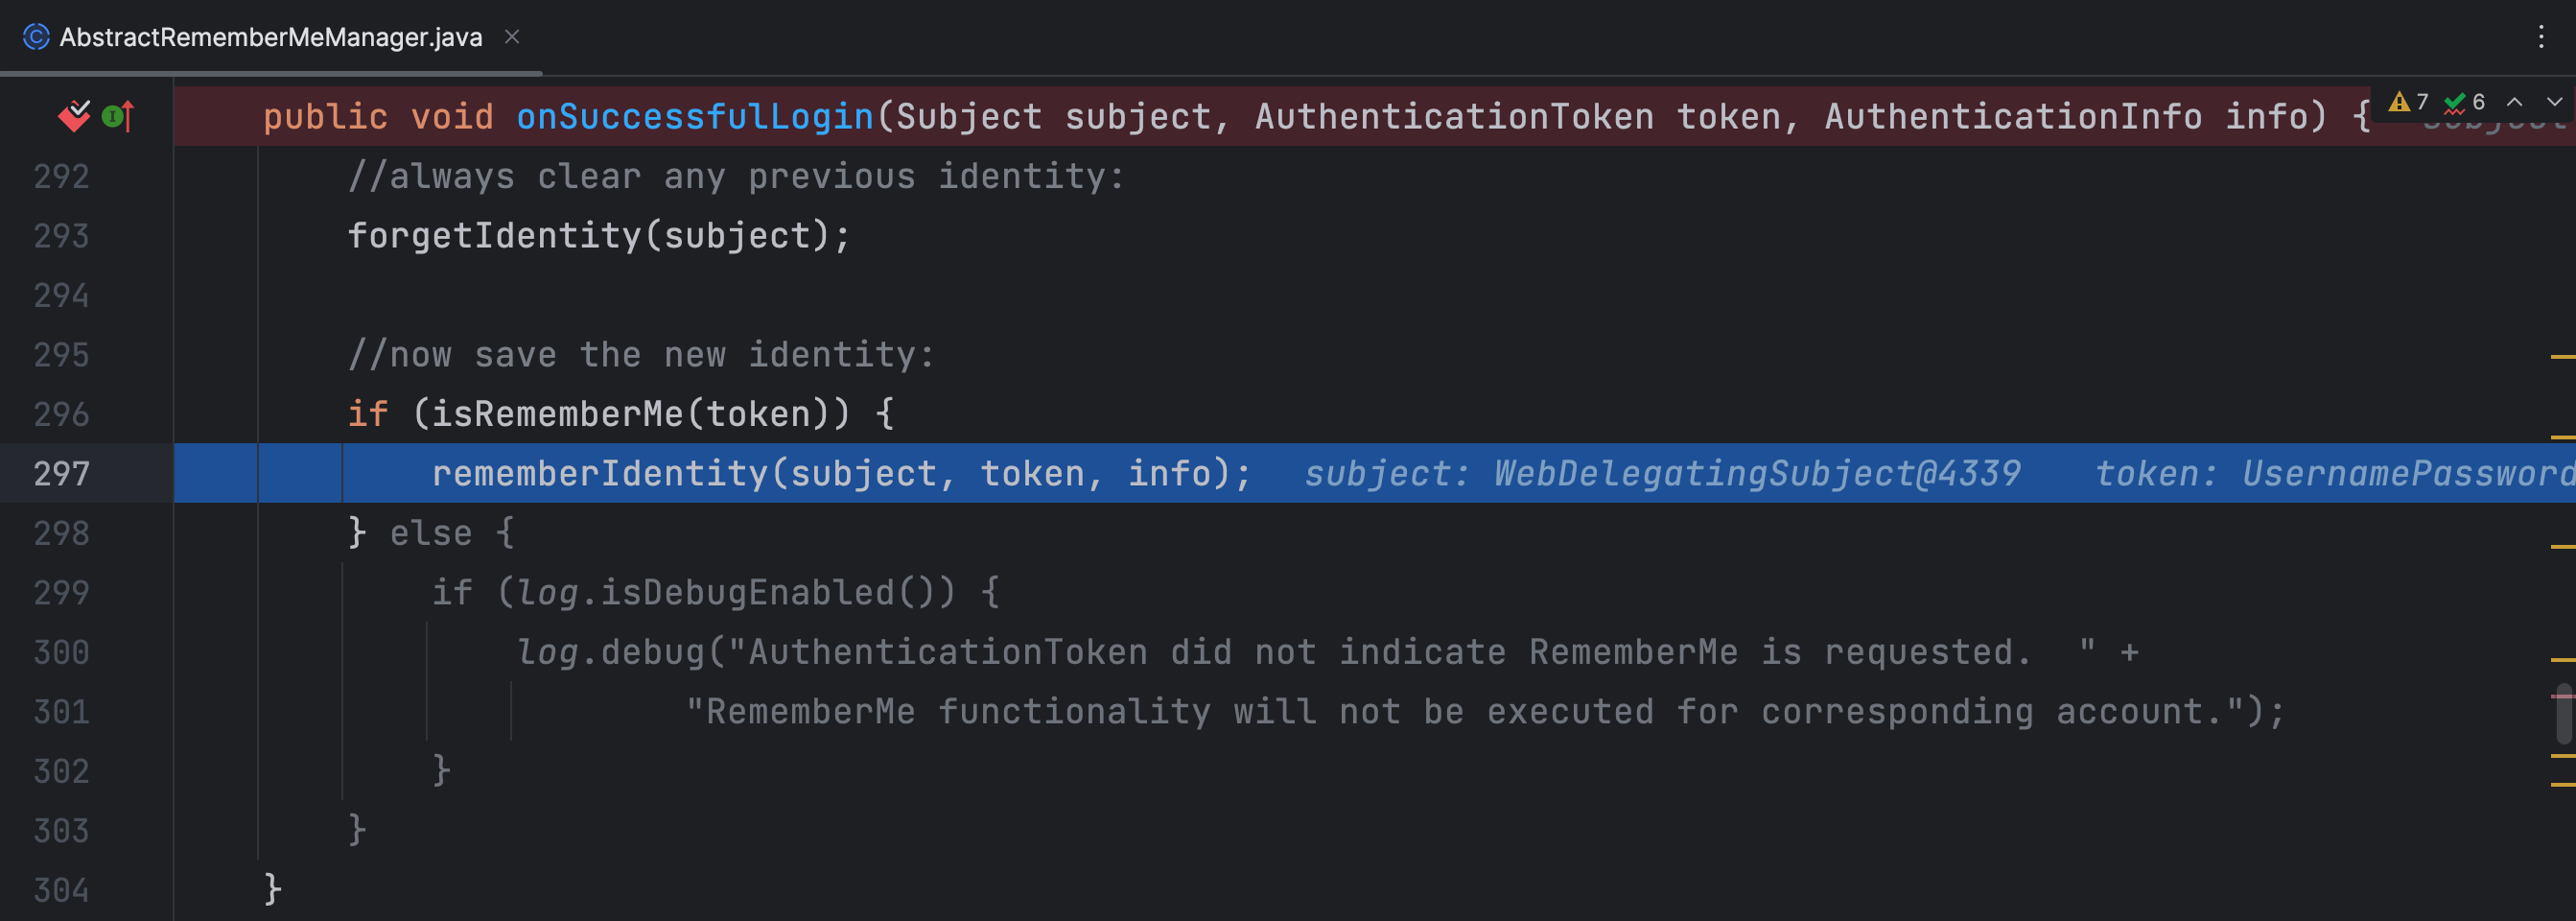 AbstractRememberMeManager.java
public void onSuccessfulLogin(Subject subject, AuthenticationToken token, AuthenticationInfo info) { subject
7 6
292 //always clear any previous identity:
293 forgetIdentity(subject);
294
295 //now save the new identity:
296 if (isRememberMe(token)) {
297 rememberIdentity(subject, token, info); subject: WebDelegatingSubject@4339 token: UsernamePassword
298 } else {
299 if (log.isDebugEnabled()) {
300 log.debug("AuthenticationToken did not indicate RememberMe is requested.  " +
301 "RememberMe functionality will not be executed for corresponding account.");
302 }
303 }
304 }